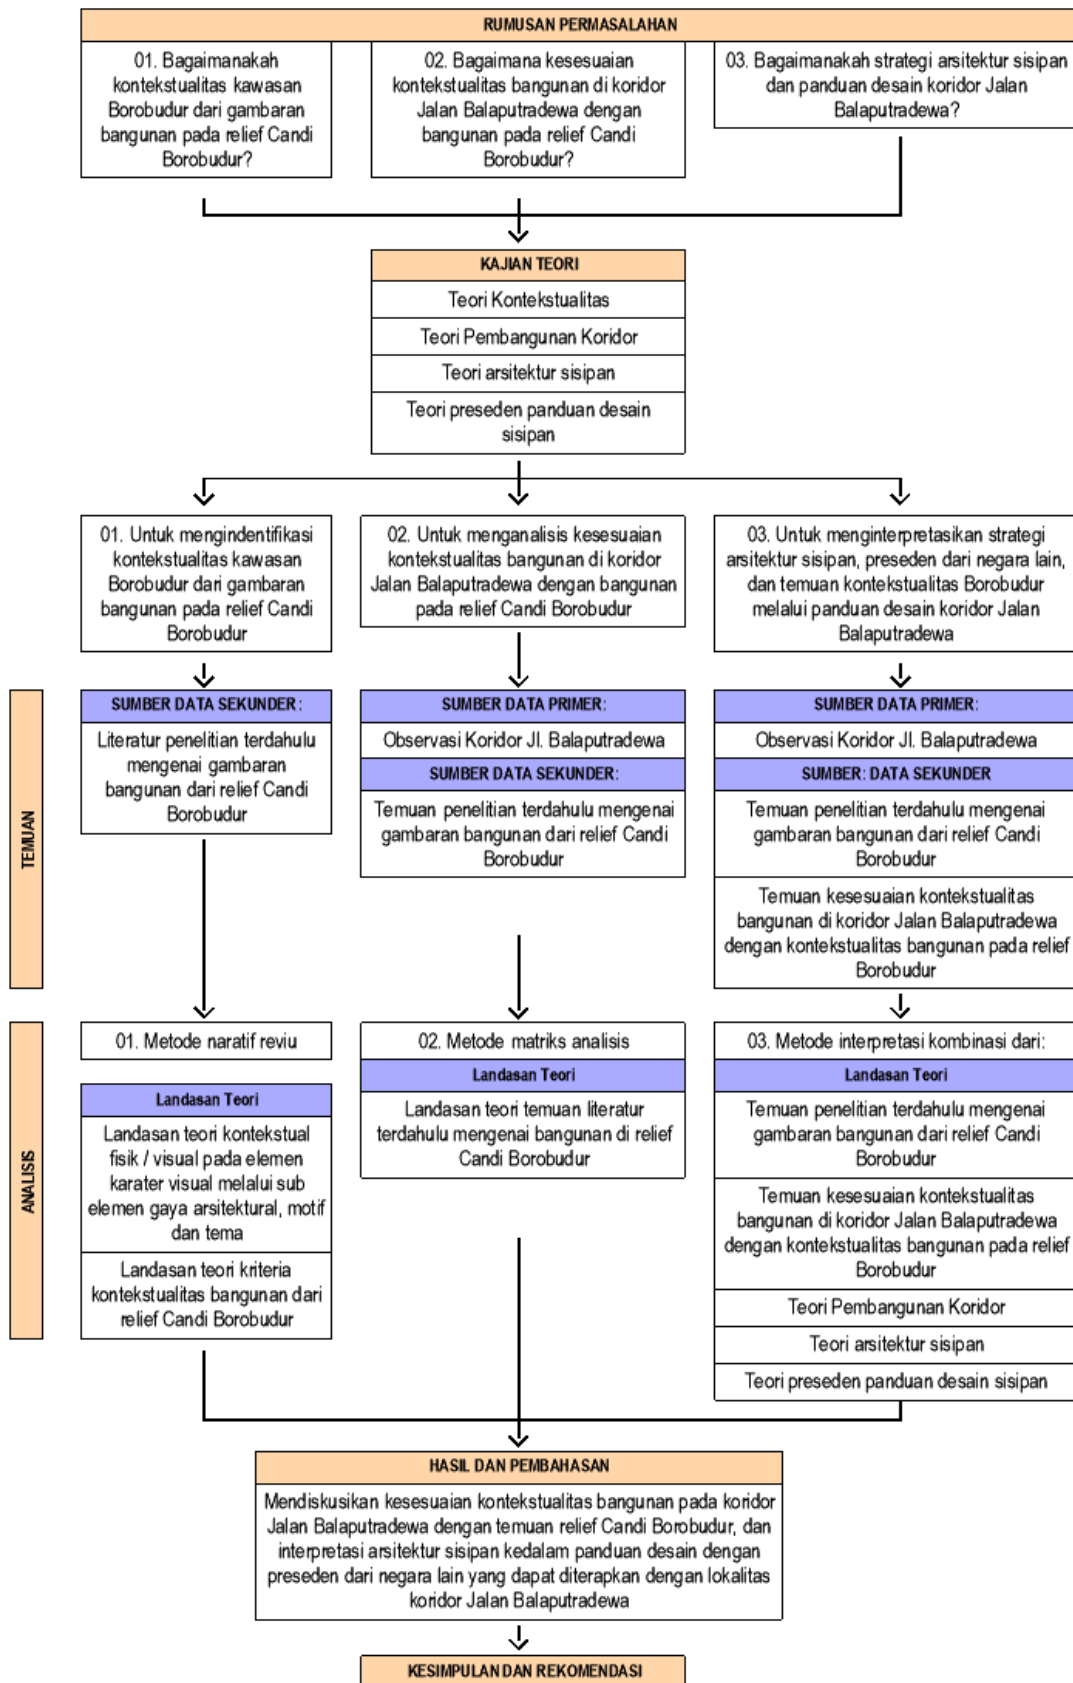 RUMUSAN PERMASALAHAN
01. Bagaimanakah
kontekstualitas kawasan
Borobudur dari gambaran
bangunan pada relief Candi
Borobudur?
02. Bagaimana kesesuaian
kontekstualitas bangunan di koridor
Jalan Balaputradewa dengan
bangunan pada relief Candi
Borobudur?
03. Bagaimanakah strategi arsitektur sisipan
dan panduan desain koridor Jalan
Balaputradewa?
KAJIAN TEORI
Teori Kontekstualitas
Teori Pembangunan Koridor
Teori arsitektur sisipan
Teori preseden panduan desain
sisipan
01. Untuk mengindentifikasi
kontekstualitas kawasan
Borobudur dari gambaran
bangunan pada relief Candi
Borobudur
02. Untuk menganalisis kesesuaian
kontekstualitas bangunan di koridor
Jalan Balaputradewa dengan bangunan
pada relief Candi Borobudur
03. Untuk menginterpretasikan strategi
arsitektur sisipan, preseden dari negara lain,
dan temuan kontekstualitas Borobudur
melalui panduan desain koridor Jalan
Balaputradewa
TEMUAN
SUMBER DATA SEKUNDER :
Literatur penelitian terdahulu
mengenai gambaran
bangunan dari relief Candi
Borobudur
SUMBER DATA PRIMER:
Observasi Koridor Jl. Balaputradewa
SUMBER DATA SEKUNDER:
Temuan penelitian terdahulu mengenai
gambaran bangunan dari relief Candi
Borobudur
SUMBER DATA PRIMER:
Observasi Koridor Jl. Balaputradewa
SUMBER: DATA SEKUNDER
Temuan penelitian terdahulu mengenai
gambaran bangunan dari relief Candi
Borobudur
Temuan kesesuaian kontekstualitas
bangunan di koridor Jalan Balaputradewa
dengan kontekstualitas bangunan pada relief
Borobudur
ANALISIS
01. Metode naratif reviu
Landasan Teori
Landasan teori kontekstual
fisik / visual pada elemen
karater visual melalui sub
elemen gaya arsitektural, motif
dan tema
Landasan teori kriteria
kontekstualitas bangunan dari
relief Candi Borobudur
02. Metode matriks analisis
Landasan Teori
Landasan teori temuan literatur
terdahulu mengenai bangunan di relief
Candi Borobudur
03. Metode interpretasi kombinasi dari:
Landasan Teori
Temuan penelitian terdahulu mengenai
gambaran bangunan dari relief Candi
Borobudur
Temuan kesesuaian kontekstualitas
bangunan di koridor Jalan Balaputradewa
dengan kontekstualitas bangunan pada relief
Borobudur
Teori Pembangunan Koridor
Teori arsitektur sisipan
Teori preseden panduan desain sisipan
HASIL DAN PEMBAHASAN
Mendiskusikan kesesuaian kontekstualitas bangunan pada koridor
Jalan Balaputradewa dengan temuan relief Candi Borobudur, dan
interpretasi arsitektur sisipan kedalam panduan desain dengan
preseden dari negara lain yang dapat diterapkan dengan lokalitas
koridor Jalan Balaputradewa
KESIMPULAN DAN REKOMENDASI